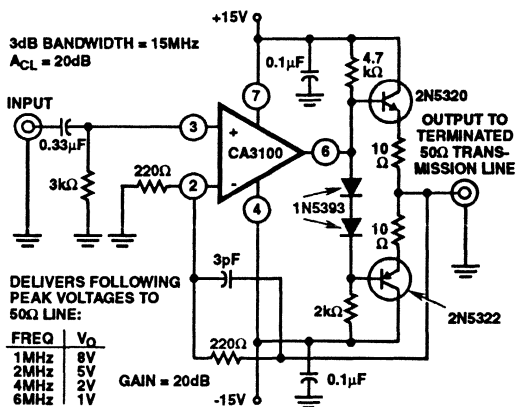 +15V
3dB BANDWIDTH = 15MHz
ACL = 20dB
0.1μF
4.7
kΩ
2N5320
INPUT
OUTPUT TO
TERMINATED
50Ω TRANS-
MISSION LINE
7
3
+
CA3100
6
0.33μF
10
Ω
3kΩ
220Ω
2
-
4
1N5393
10
Ω
3pF
DELIVERS FOLLOWING
PEAK VOLTAGES TO
50Ω LINE:
2kΩ
2N5322
FREQ VO
1MHz 8V
2MHz 5V
4MHz 2V
6MHz 1V
220Ω
GAIN = 20dB
0.1μF
-15V